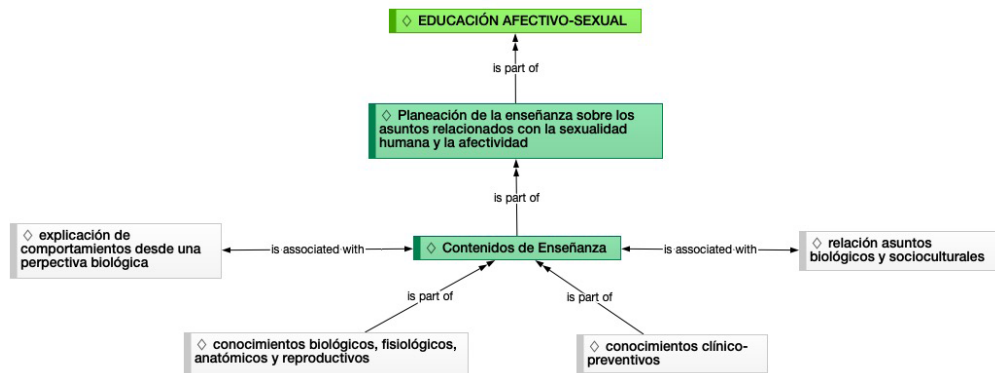 ◇ EDUCACIÓN AFECTIVO-SEXUAL
is part of
◇ Planeación de la enseñanza sobre los
asuntos relacionados con la sexualidad
humana y la afectividad
is part of
◇ explicación de
comportamientos desde una
perpectiva biológica
is associated with
◇ Contenidos de Enseñanza
is associated with
◇ relación asuntos
biológicos y socioculturales
is part of
is part of
◇ conocimientos biológicos, fisiológicos,
anatómicos y reproductivos
◇ conocimientos clínico-
preventivos